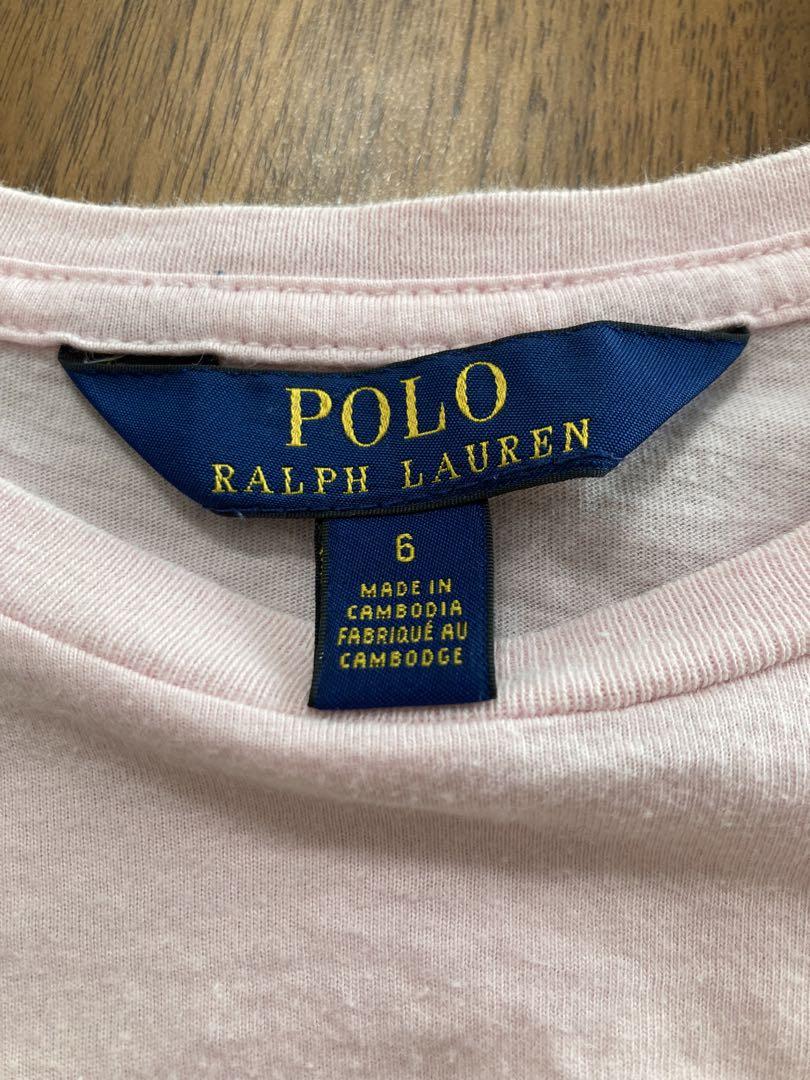 POLO
RALPH LAUREN
6
MADE IN
CAMBODIA
FABRIQUÉ AU
CAMBODGE